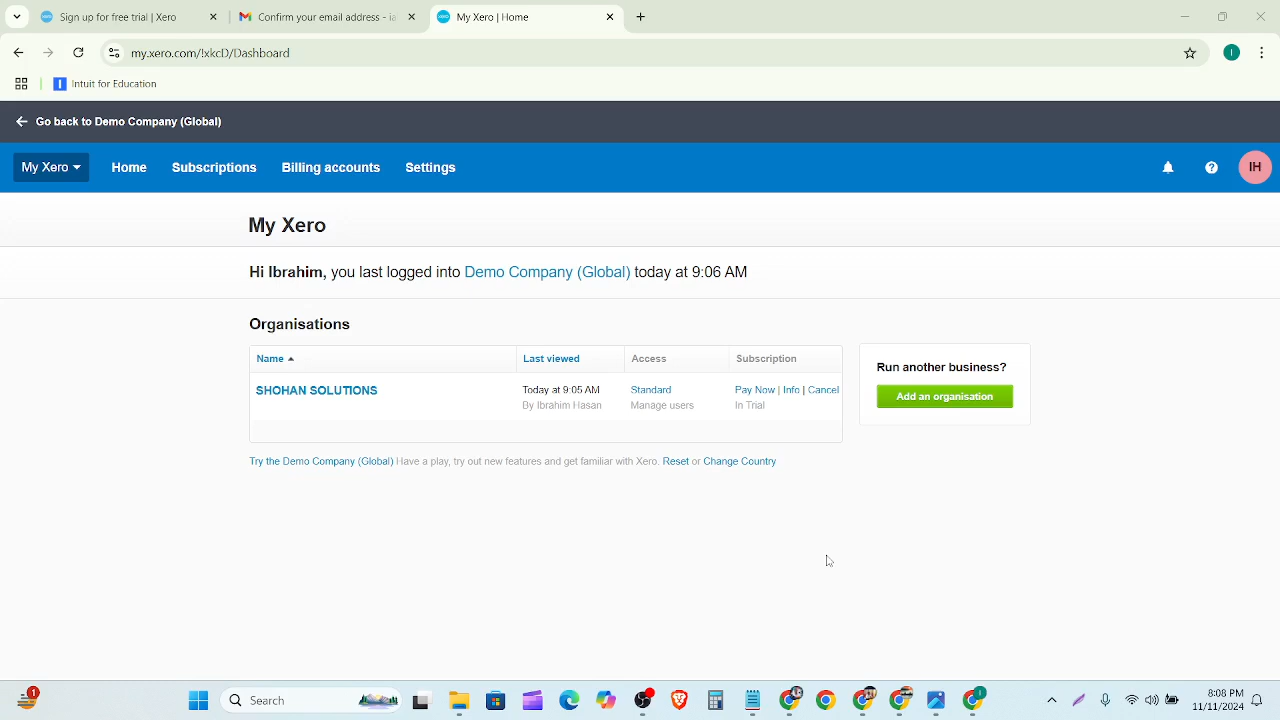 Sign up for free trial | Xero
Confirm your email address - ia
My Xero | Home
my.xero.com/!xkcD/Dashboard
Intuit for Education
Go back to Demo Company (Global)
My Xero
Home
Subscriptions
Billing accounts
Settings
IH
My Xero
Hi Ibrahim, you last logged into Demo Company (Global) today at 9:06 AM
Organisations
Name
Last viewed
Access
Subscription
SHOHAN SOLUTIONS
Today at 9:05 AM
Standard
Pay Now | Info | Cancel
By Ibrahim Hasan
Manage users
In Trial
Run another business?
Add an organisation
Try the Demo Company (Global) Have a play, try out new features and get familiar with Xero. Reset or Change Country
1
Search
8:08 PM
11/11/2024